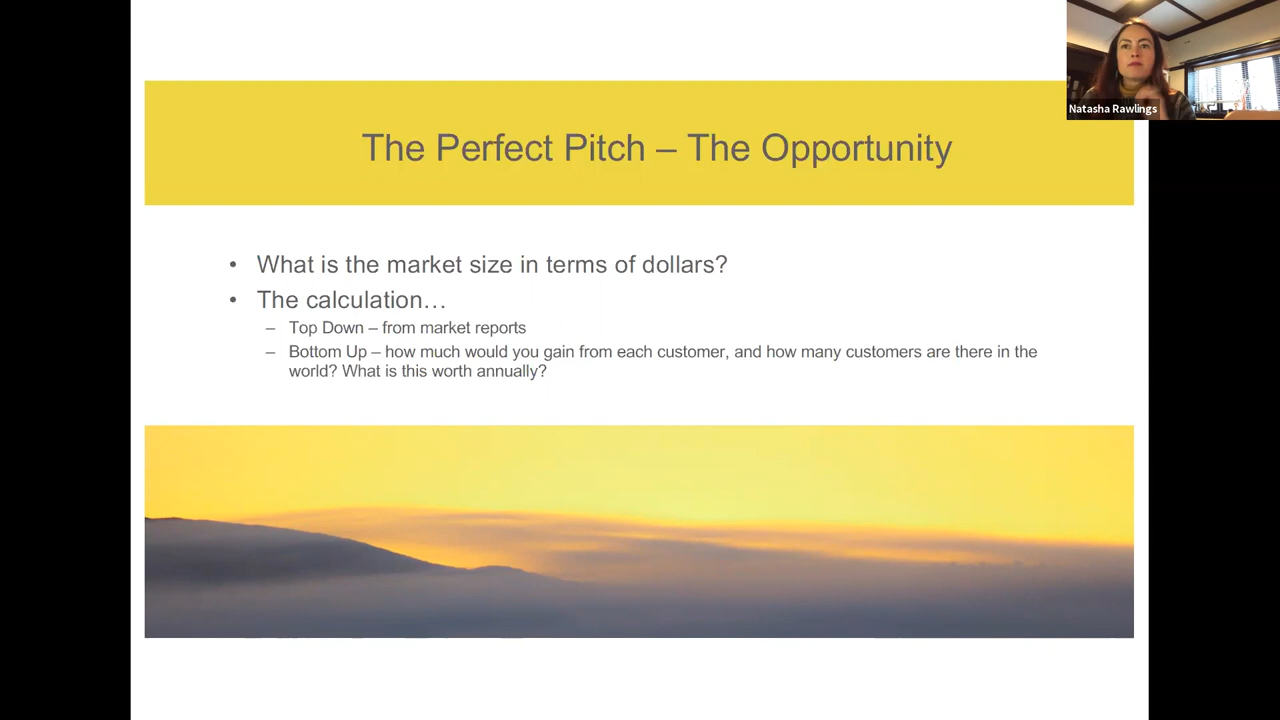 Natasha Rawlings
The Perfect Pitch – The Opportunity
• What is the market size in terms of dollars?
• The calculation…
– Top Down – from market reports
– Bottom Up – how much would you gain from each customer, and how many customers are there in the
world? What is this worth annually?